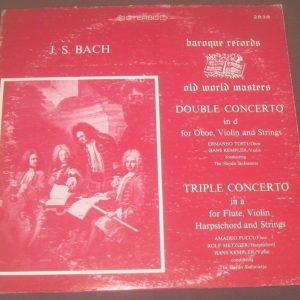 STEREO
2838
J. S. BACH
baroque records
old world masters
DOUBLE CONCERTO
in d
for Oboe, Violin and Strings
ERMANNO TORTI/Oboe
HANS KEMPLER/Violin
conducting
The Haydn Sinfonietta
TRIPLE CONCERTO
in a
for Flute, Violin
Harpsichord and Strings
AMADEO PUCCI/Flute
ROLF METZGER/Harpsichord
HANS KEMPLER/Violin
conducting
The Haydn Sinfonietta